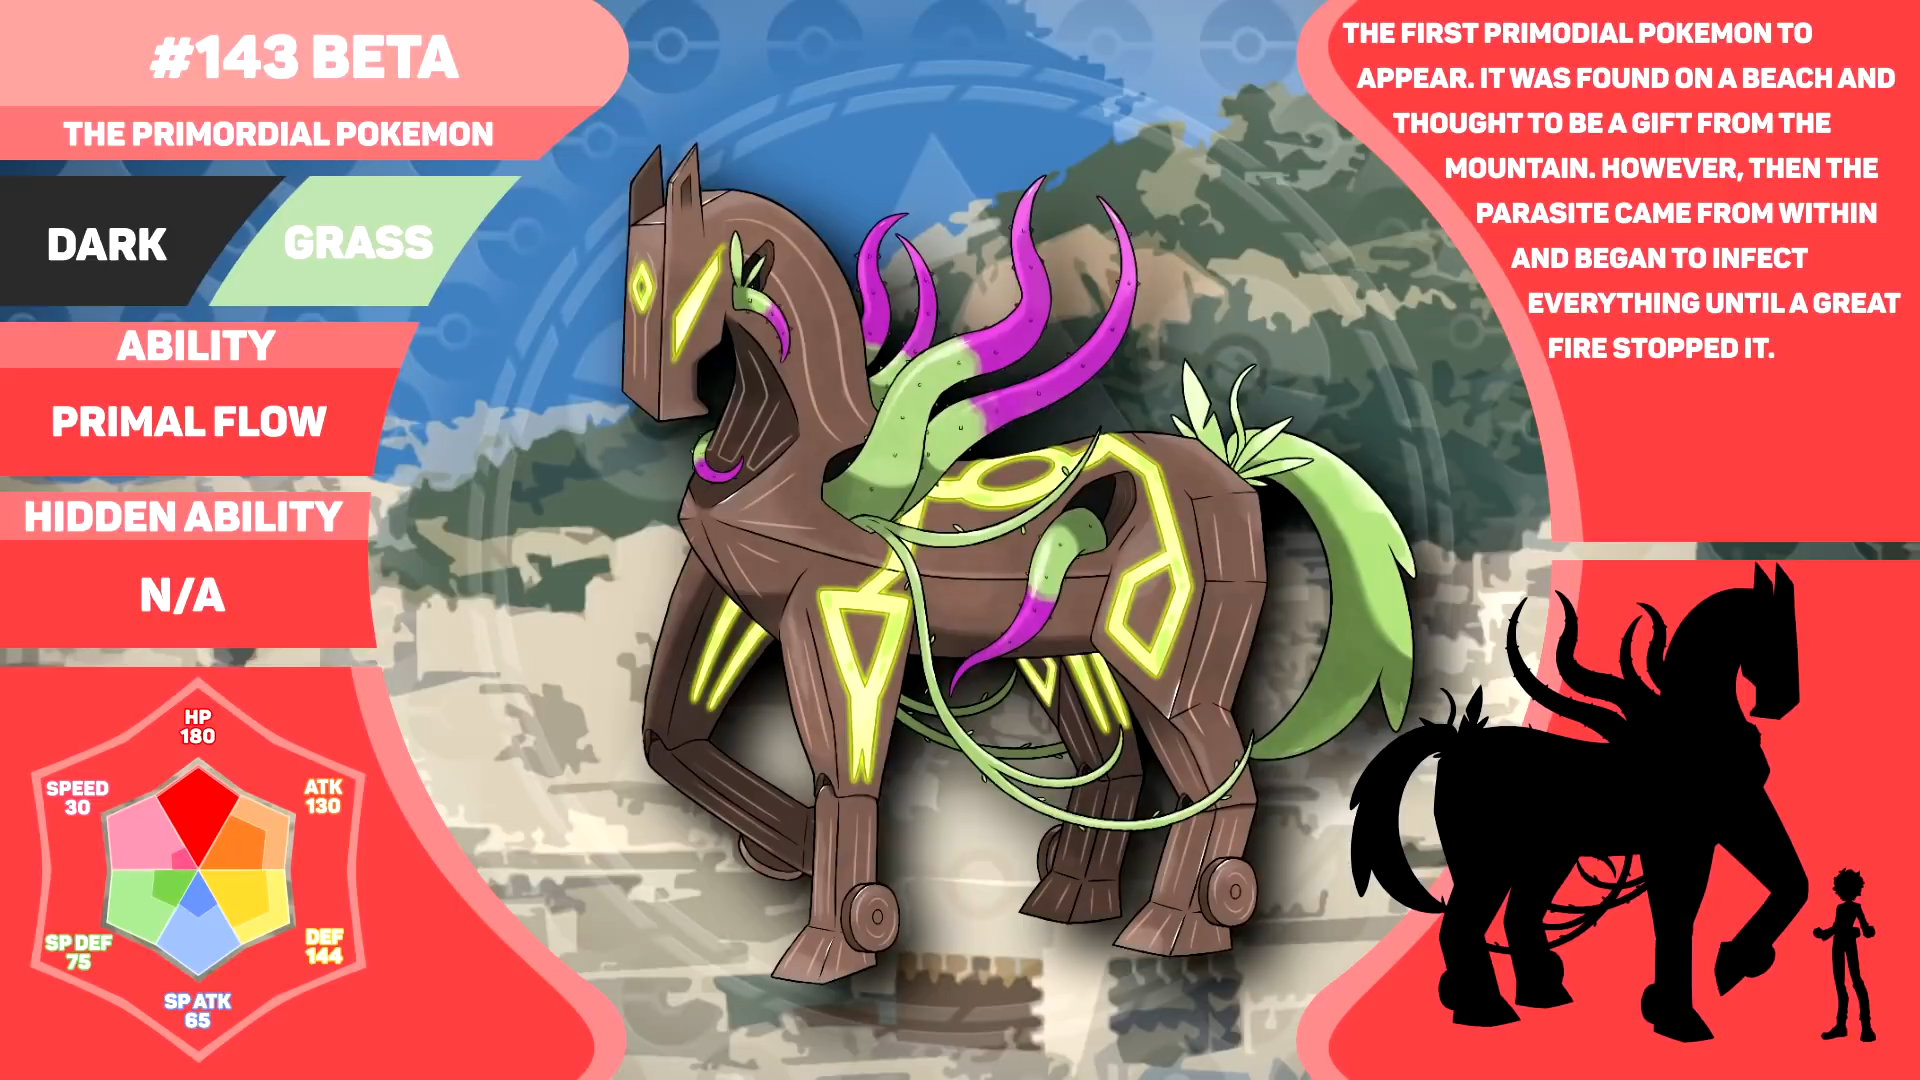 #143 BETA
THE PRIMORDIAL POKEMON
DARK
GRASS
ABILITY
PRIMAL FLOW
HIDDEN ABILITY
N/A
HP
180
ATK
130
DEF
144
SP ATK
65
SP DEF
75
SPEED
30
THE FIRST PRIMODIAL POKEMON TO
APPEAR. IT WAS FOUND ON A BEACH AND
THOUGHT TO BE A GIFT FROM THE
MOUNTAIN. HOWEVER, THEN THE
PARASITE CAME FROM WITHIN
AND BEGAN TO INFECT
EVERYTHING UNTIL A GREAT
FIRE STOPPED IT.